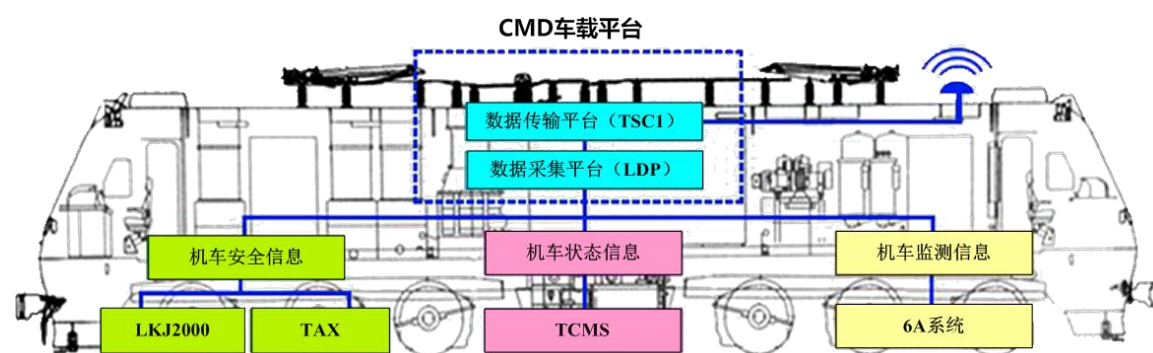 CMD车载平台
数据传输平台（TSC1）
数据采集平台（LDP）
机车安全信息
机车状态信息
机车监测信息
LKJ2000
TAX
TCMS
6A系统